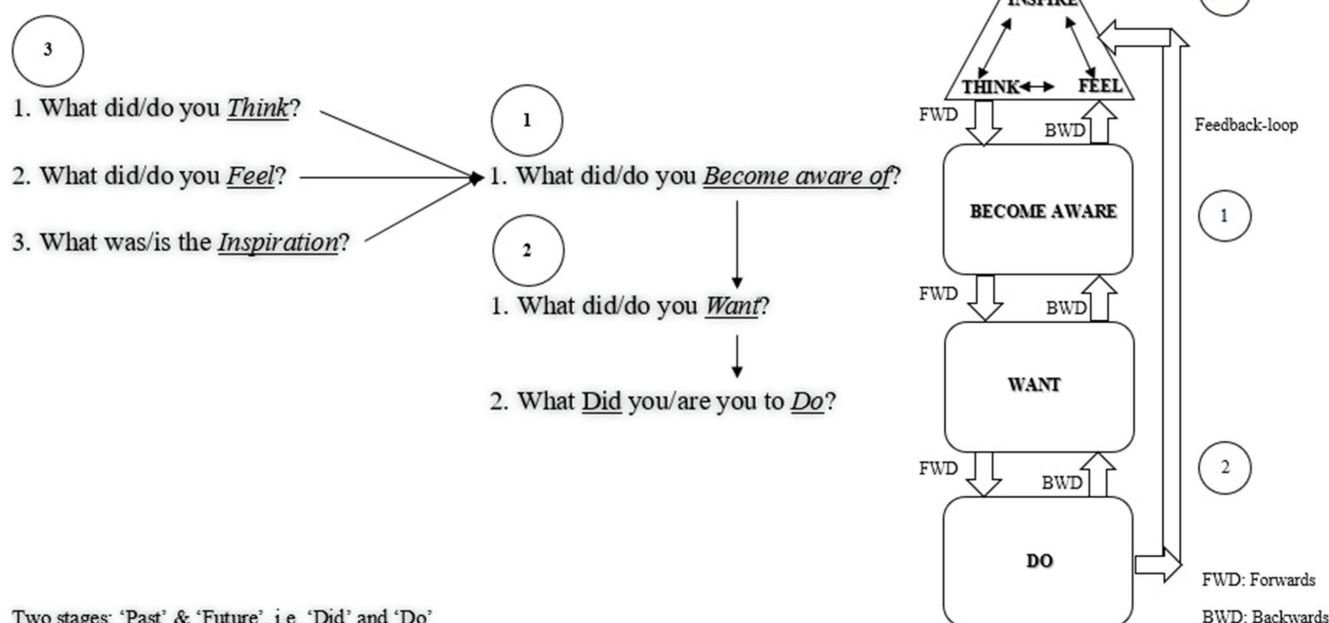 3
1. What did/do you Think?
2. What did/do you Feel?
3. What was/is the Inspiration?
1
1. What did/do you Become aware of?
2
1. What did/do you Want?
2. What Did you/are you to Do?
Two stages: ‘Past’ & ‘Future’, i.e. ‘Did’ and ‘Do’
INSPIRE
THINK FEEL
FWD BWD
Feedback-loop
BECOME AWARE
1
FWD BWD
WANT
FWD BWD
2
DO
FWD: Forwards
BWD: Backwards